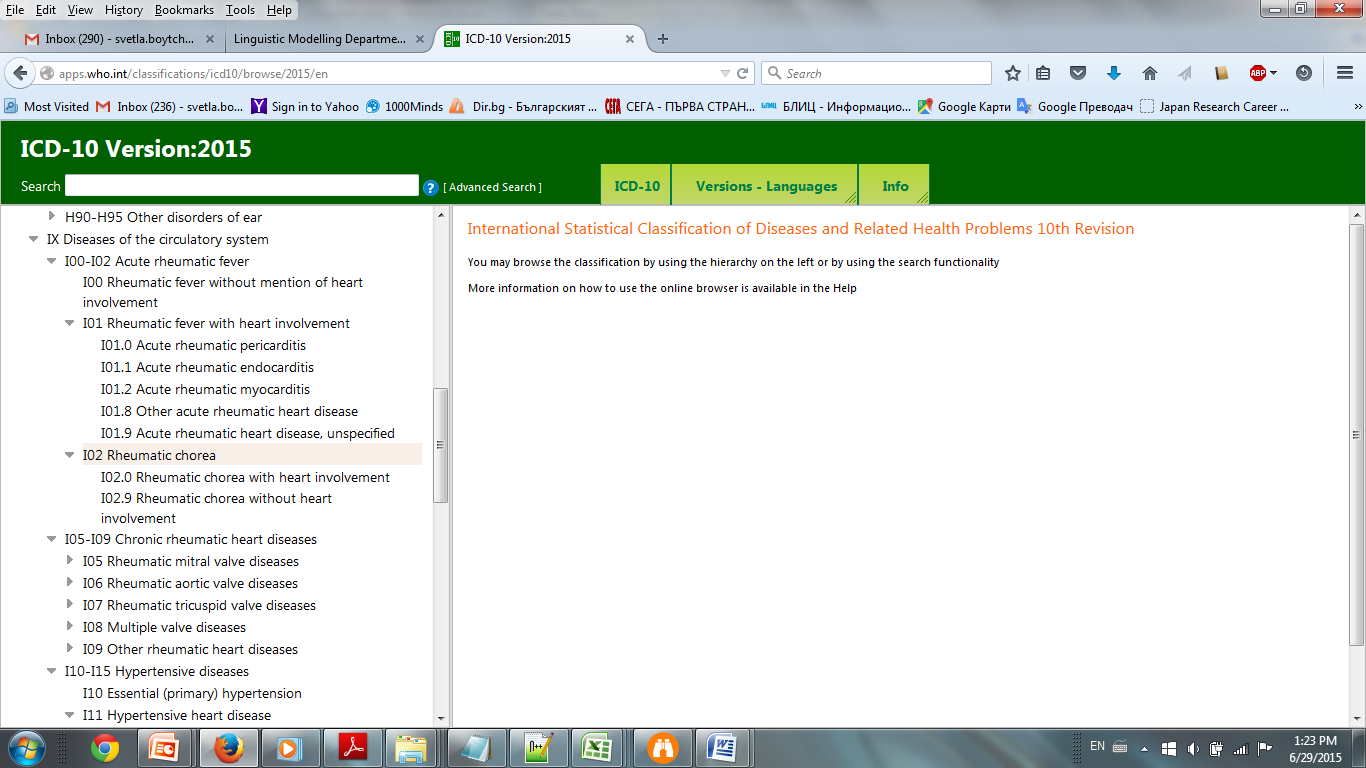 File Edit View History Bookmarks Tools Help
Inbox (290) - svetla.boytch...
Linguistic Modelling Departme...
ICD-10 Version:2015
apps.who.int/classifications/icd10/browse/2015/en
Search
ABP
Most Visited
Inbox (236) - svetla.bo...
Sign in to Yahoo
1000Minds
Dir.bg - Българският ...
СЕГА - ПЪРВА СТРАН...
БЛИЦ - Информацио...
Google Карти
Google Преводач
Japan Research Career ...
ICD-10 Version:2015
Search
[ Advanced Search ]
ICD-10
Versions - Languages
Info
H90-H95 Other disorders of ear
IX Diseases of the circulatory system
I00-I02 Acute rheumatic fever
I00 Rheumatic fever without mention of heart
involvement
I01 Rheumatic fever with heart involvement
I01.0 Acute rheumatic pericarditis
I01.1 Acute rheumatic endocarditis
I01.2 Acute rheumatic myocarditis
I01.8 Other acute rheumatic heart disease
I01.9 Acute rheumatic heart disease, unspecified
I02 Rheumatic chorea
I02.0 Rheumatic chorea with heart involvement
I02.9 Rheumatic chorea without heart
involvement
I05-I09 Chronic rheumatic heart diseases
I05 Rheumatic mitral valve diseases
I06 Rheumatic aortic valve diseases
I07 Rheumatic tricuspid valve diseases
I08 Multiple valve diseases
I09 Other rheumatic heart diseases
I10-I15 Hypertensive diseases
I10 Essential (primary) hypertension
I11 Hypertensive heart disease
International Statistical Classification of Diseases and Related Health Problems 10th Revision
You may browse the classification by using the hierarchy on the left or by using the search functionality
More information on how to use the online browser is available in the Help
EN
1:23 PM
6/29/2015